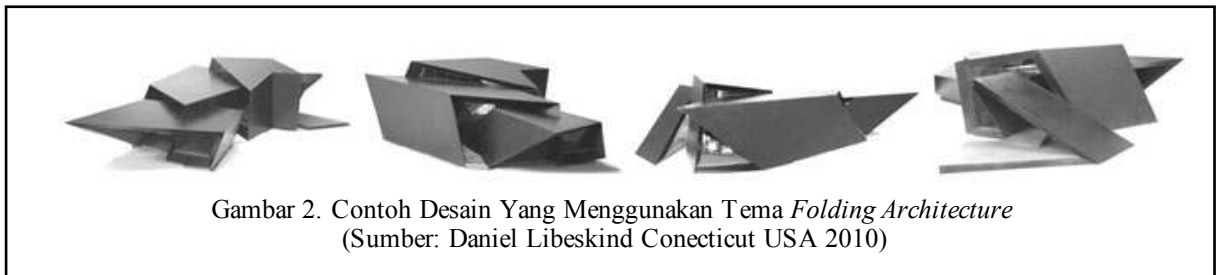 Gambar 2. Contoh Desain Yang Menggunakan Tema Folding Architecture
(Sumber: Daniel Libeskind Conecticut USA 2010)